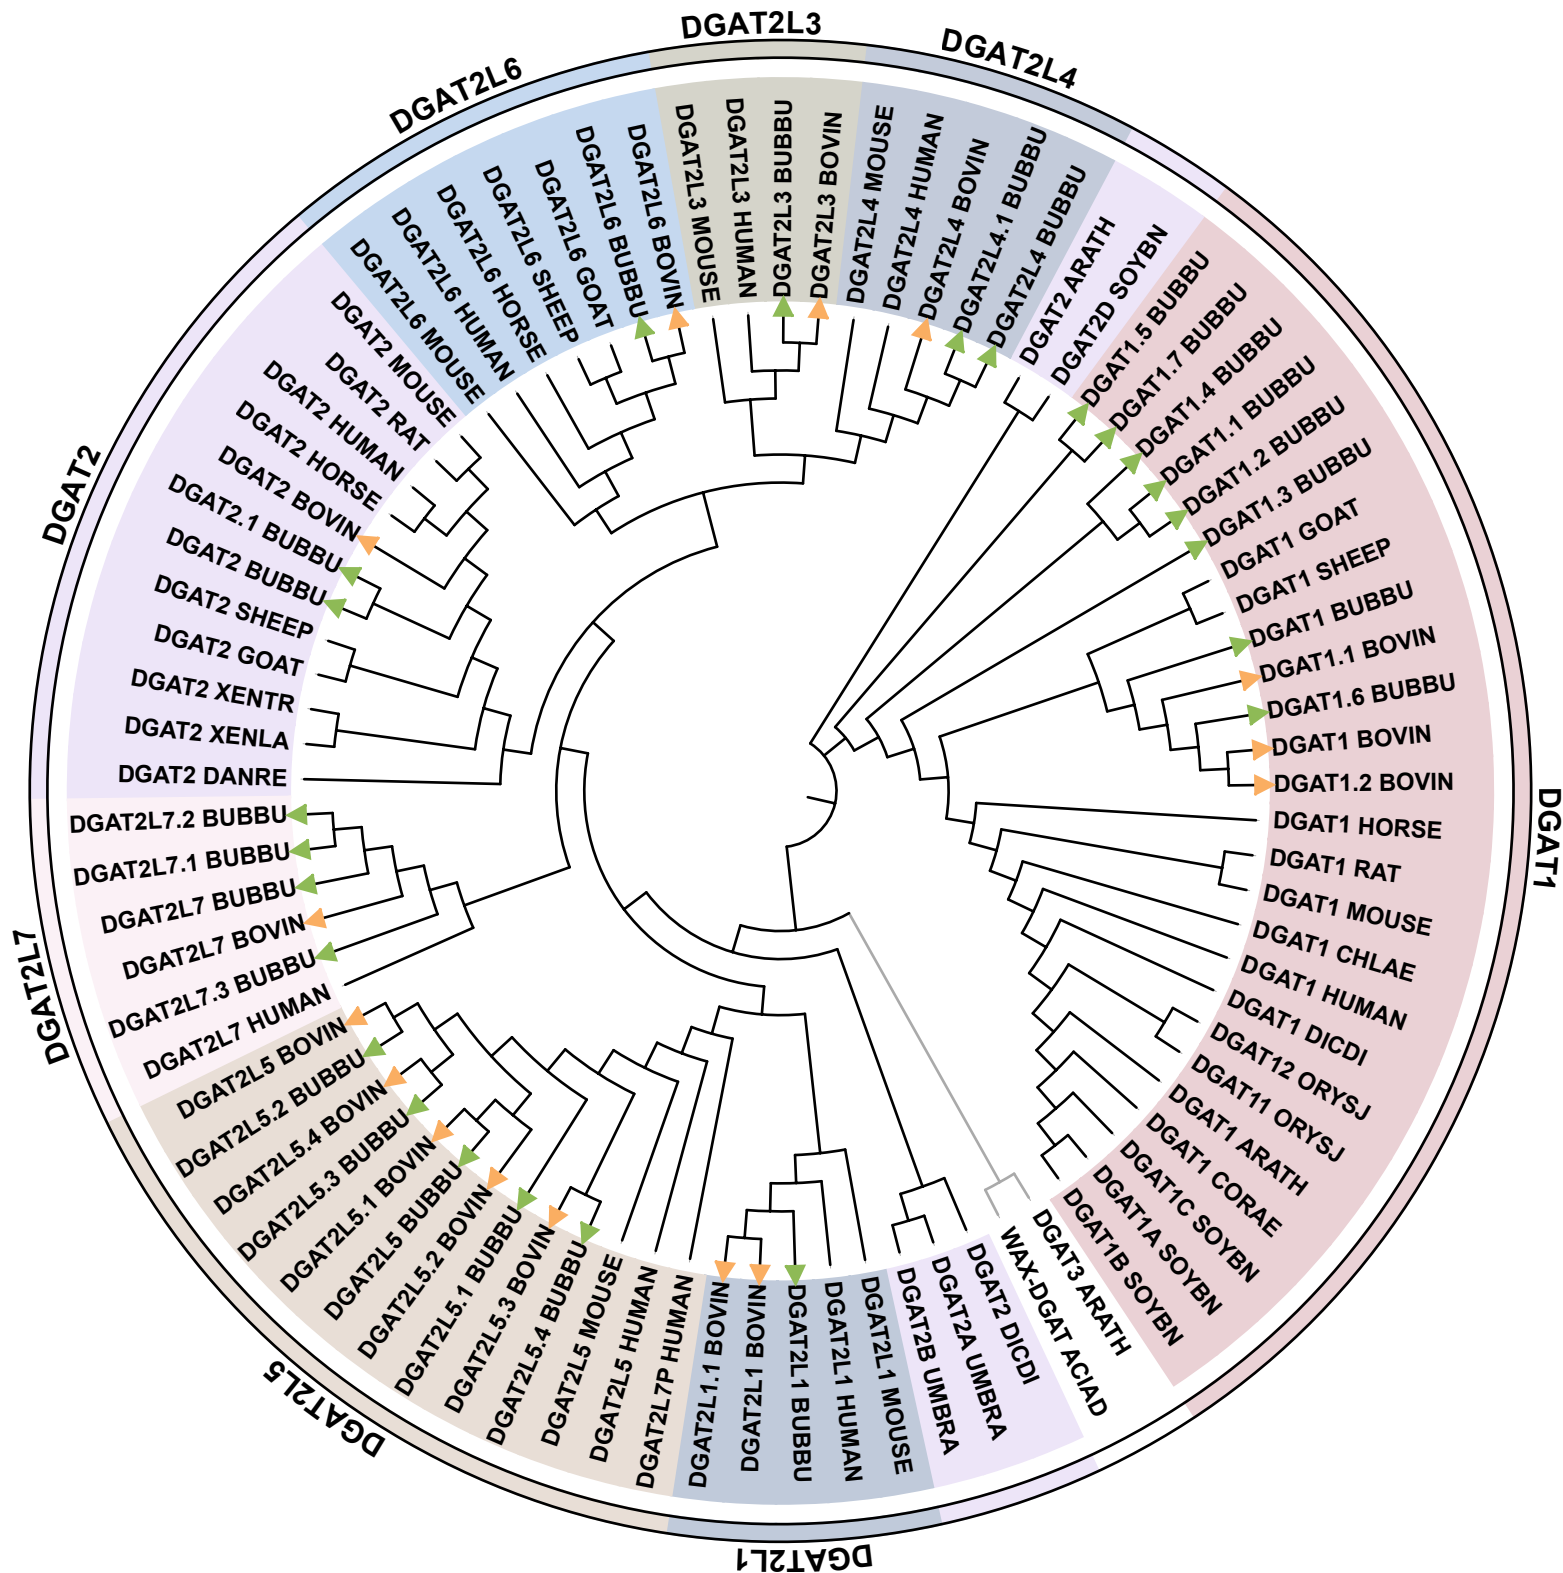 DGAT2L3
DGAT2L4
DGAT1
DGAT2L1
DGAT2L5
DGAT2L7
DGAT2
DGAT2L6
DGAT2L3 MOUSE
DGAT2L3 HUMAN
DGAT2L3 BUBBU
DGAT2L3 BOVIN
DGAT2L4 MOUSE
DGAT2L4 HUMAN
DGAT2L4 BOVIN
DGAT2L4.1 BUBBU
DGAT2L4 BUBBU
DGAT2 ARATH
DGAT2D SOYBN
DGAT1.5 BUBBU
DGAT1.7 BUBBU
DGAT1.4 BUBBU
DGAT1.1 BUBBU
DGAT1.2 BUBBU
DGAT1.3 BUBBU
DGAT1 GOAT
DGAT1 SHEEP
DGAT1 BUBBU
DGAT1.1 BOVIN
DGAT1.6 BUBBU
DGAT1 BOVIN
DGAT1.2 BOVIN
DGAT1 HORSE
DGAT1 RAT
DGAT1 MOUSE
DGAT1 CHLAE
DGAT1 HUMAN
DGAT1 DICDI
DGAT12 ORYSJ
DGAT11 ORYSJ
DGAT1 ARATH
DGAT1 CORAE
DGAT1C SOYBN
DGAT1A SOYBN
DGAT1B SOYBN
DGAT3 ARATH
WAX-DGAT ACIAD
DGAT2 DICDI
DGAT2A UMBRA
DGAT2B UMBRA
DGAT2L1 MOUSE
DGAT2L1 HUMAN
DGAT2L1 BUBBU
DGAT2L1 BOVIN
DGAT2L1.1 BOVIN
DGAT2L7P HUMAN
DGAT2L5 HUMAN
DGAT2L5 MOUSE
DGAT2L5.4 BUBBU
DGAT2L5.3 BOVIN
DGAT2L5.1 BUBBU
DGAT2L5.2 BOVIN
DGAT2L5 BUBBU
DGAT2L5.1 BOVIN
DGAT2L5.3 BUBBU
DGAT2L5.4 BOVIN
DGAT2L5.2 BUBBU
DGAT2L5 BOVIN
DGAT2L7 HUMAN
DGAT2L7.3 BUBBU
DGAT2L7 BOVIN
DGAT2L7 BUBBU
DGAT2L7.1 BUBBU
DGAT2L7.2 BUBBU
DGAT2 DANRE
DGAT2 XENLA
DGAT2 XENTR
DGAT2 GOAT
DGAT2 SHEEP
DGAT2 BUBBU
DGAT2.1 BUBBU
DGAT2 BOVIN
DGAT2 HORSE
DGAT2 HUMAN
DGAT2 RAT
DGAT2 MOUSE
DGAT2L6 MOUSE
DGAT2L6 HUMAN
DGAT2L6 HORSE
DGAT2L6 SHEEP
DGAT2L6 GOAT
DGAT2L6 BUBBU
DGAT2L6 BOVIN